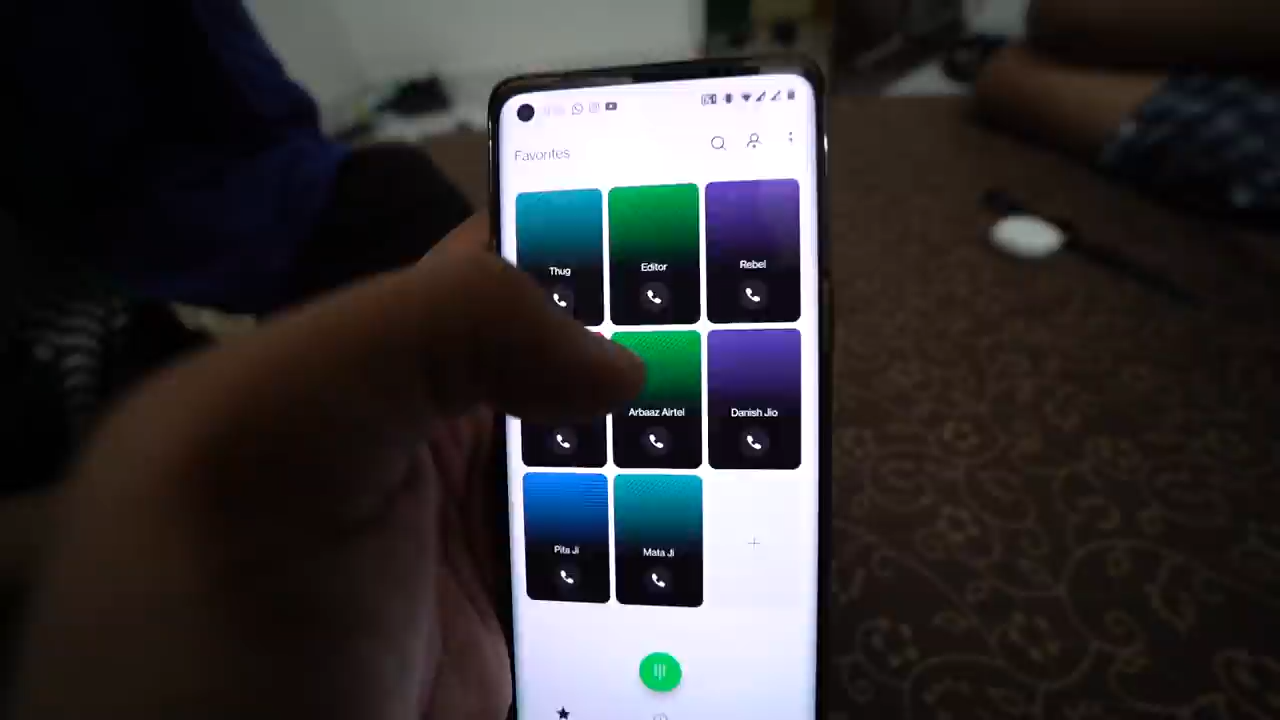 Favorites
Thug
Editor
Rebel
Arbaaz Airtel
Danish Jio
Pita Ji
Mata Ji